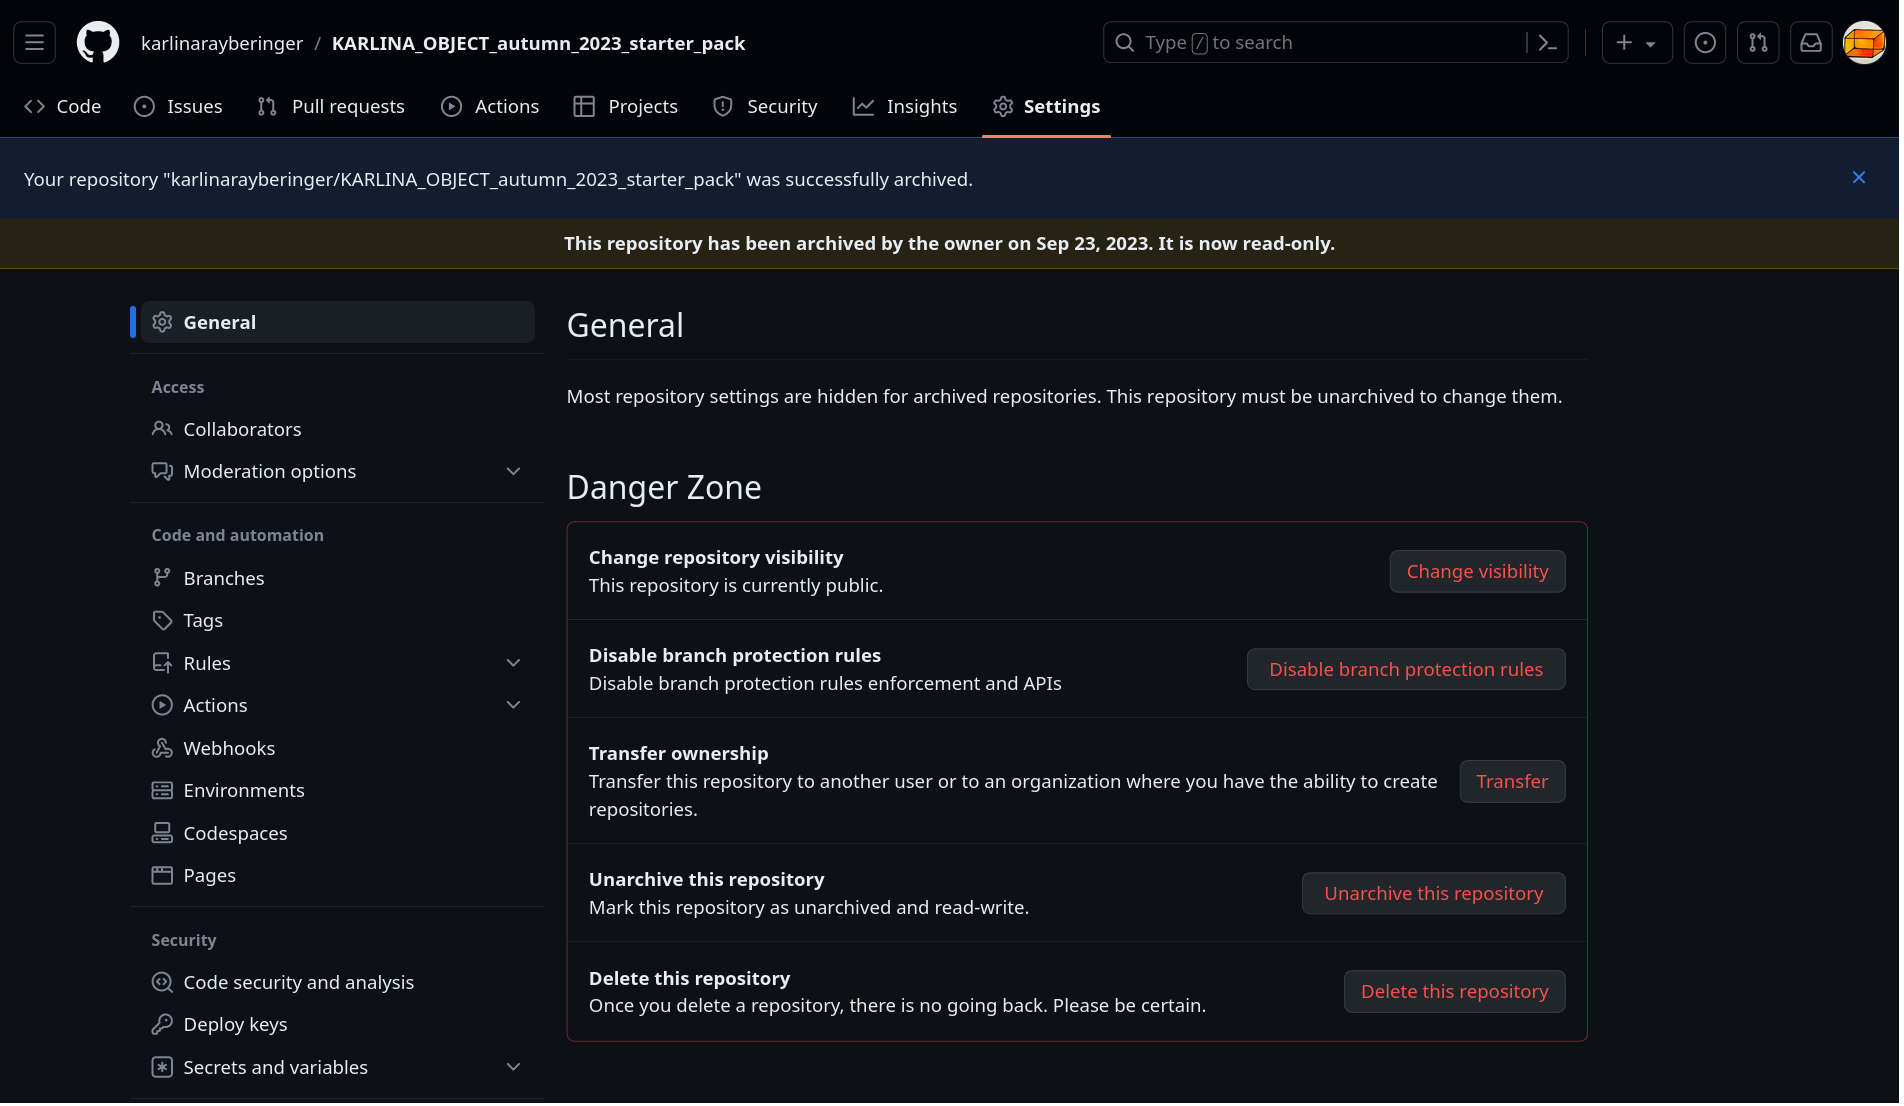 karlinarayberinger / KARLINA_OBJECT_autumn_2023_starter_pack
Type / to search
Code Issues Pull requests Actions Projects Security Insights Settings
Your repository "karlinarayberinger/KARLINA_OBJECT_autumn_2023_starter_pack" was successfully archived.
This repository has been archived by the owner on Sep 23, 2023. It is now read-only.
General
Access
Collaborators
Moderation options
Code and automation
Branches
Tags
Rules
Actions
Webhooks
Environments
Codespaces
Pages
Security
Code security and analysis
Deploy keys
Secrets and variables
General
Most repository settings are hidden for archived repositories. This repository must be unarchived to change them.
Danger Zone
Change repository visibility
This repository is currently public.
Change visibility
Disable branch protection rules
Disable branch protection rules enforcement and APIs
Disable branch protection rules
Transfer ownership
Transfer this repository to another user or to an organization where you have the ability to create
repositories.
Transfer
Unarchive this repository
Mark this repository as unarchived and read-write.
Unarchive this repository
Delete this repository
Once you delete a repository, there is no going back. Please be certain.
Delete this repository